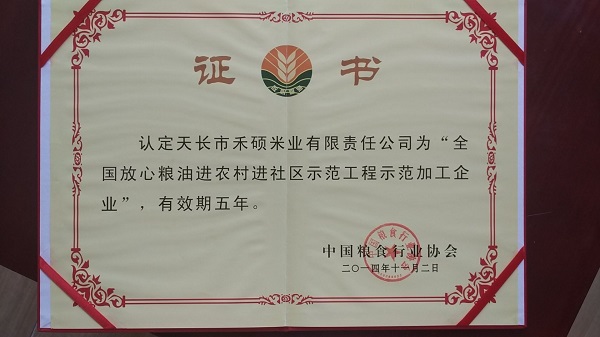 证书
认定天长市禾硕米业有限责任公司为“全
国放心粮油进农村进社区示范工程示范加工企
业”，有效期五年。
中国粮食行业协会
二〇一四年十一月二日